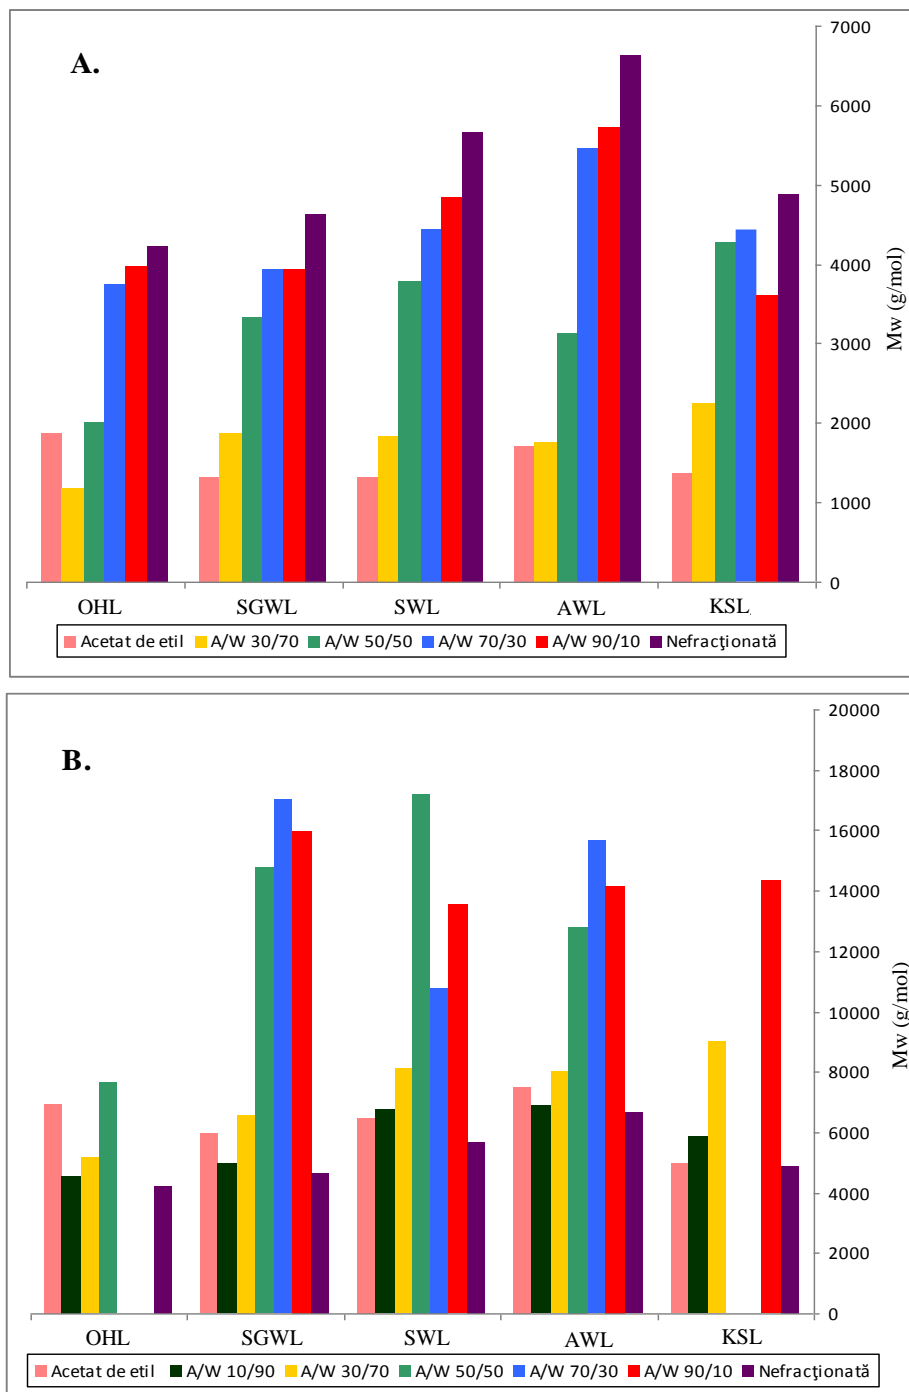 A.
7000
6000
5000
4000
3000
2000
1000
0
Mw (g/mol)
OHL SGWL SWL AWL KSL
Acetat de etil A/W 30/70 A/W 50/50 A/W 70/30 A/W 90/10 Nefracţionată
B.
20000
18000
16000
14000
12000
10000
8000
6000
4000
2000
0
Mw (g/mol)
OHL SGWL SWL AWL KSL
Acetat de etil A/W 10/90 A/W 30/70 A/W 50/50 A/W 70/30 A/W 90/10 Nefracţionată